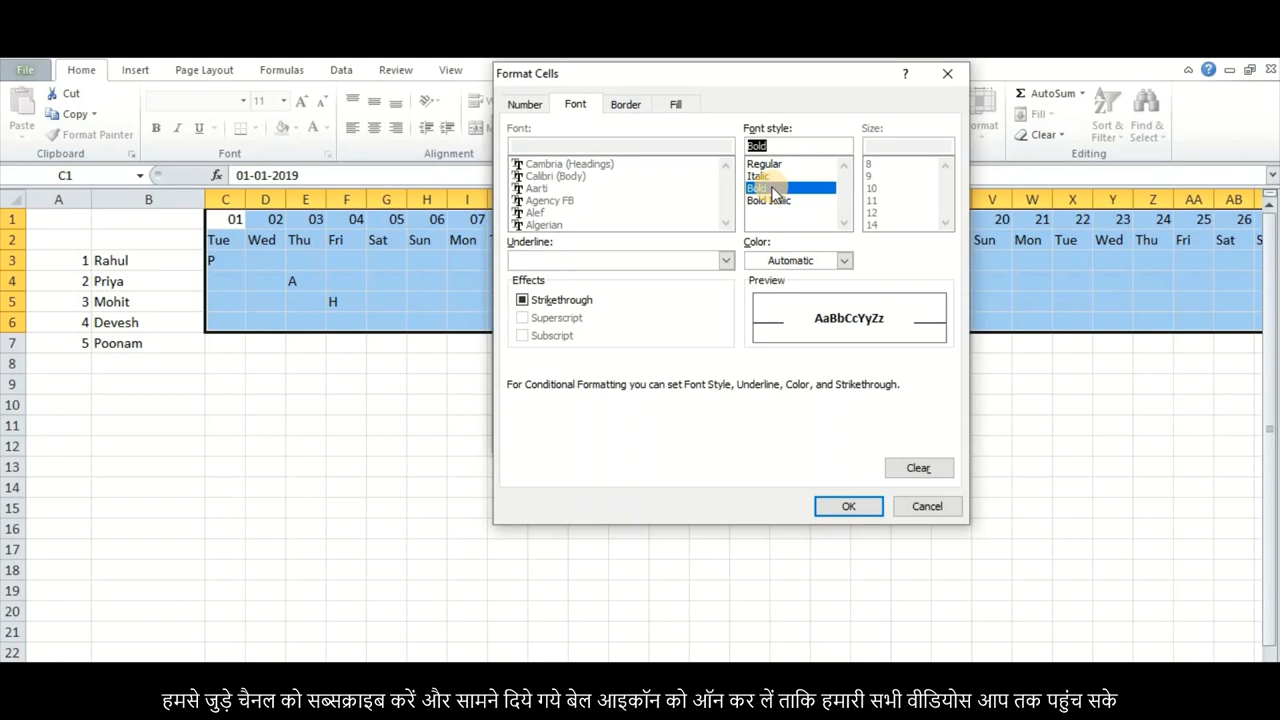 Format Cells
File Home Insert Page Layout Formulas Data Review View
Number Font Border Fill
Cut
Copy
Paste
Format Painter
11
B I U
AutoSum
Fill
Clear
Sort & Filter
Find & Select
Clipboard Font Alignment Editing
C1 fx 01-01-2019
C D E F G H I V W X Y Z AA AB
A B
1 01 02 03 04 05 06 07 20 21 22 23 24 25 26
2 Tue Wed Thu Fri Sat Sun Mon Sun Mon Tue Wed Thu Fri Sat S
3 1 Rahul P
4 2 Priya A
5 3 Mohit H
6 4 Devesh
7 5 Poonam
8
9
10
11
12
13
14
15
16
17
18
19
20
21
22
Font: Font style: Size:
Bold
Cambria (Headings) Regular 8
Calibri (Body) Italic 9
Aarti Bold 10
Agency FB Bold Italic 11
Alef 12
Algerian 14
Underline: Color:
Automatic
Effects Preview
Strikethrough
Superscript
Subscript
AaBbCcYyZz
For Conditional Formatting you can set Font Style, Underline, Color, and Strikethrough.
Clear
OK Cancel
हमसे जुड़े चैनल को सब्सक्राइब करें और सामने दिये गये बेल आइकॉन को ऑन कर लें ताकि हमारी सभी वीडियोस आप तक पहुंच सके